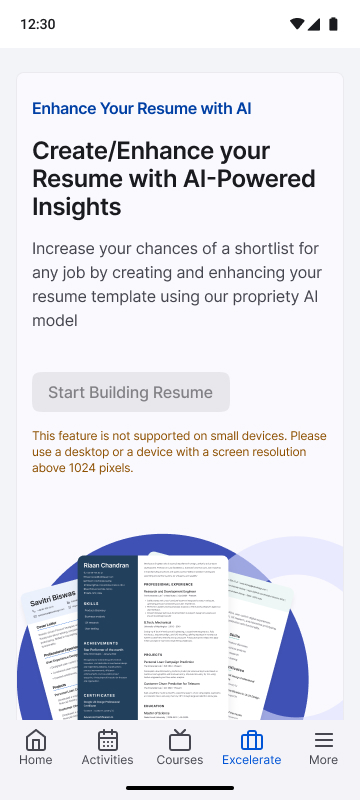 12:30
Enhance Your Resume with AI
Create/Enhance your
Resume with AI-Powered
Insights
Increase your chances of a shortlist for
any job by creating and enhancing your
resume template using our propriety AI
model
Start Building Resume
This feature is not supported on small devices. Please
use a desktop or a device with a screen resolution
above 1024 pixels.
Riaan Chandran
Savitri Biswas
SKILLS
ACHIEVEMENTS
CERTIFICATES
PROFESSIONAL EXPERIENCE
Research and Development Engineer
PROJECTS
EDUCATION
Home
Activities
Courses
Excelerate
More